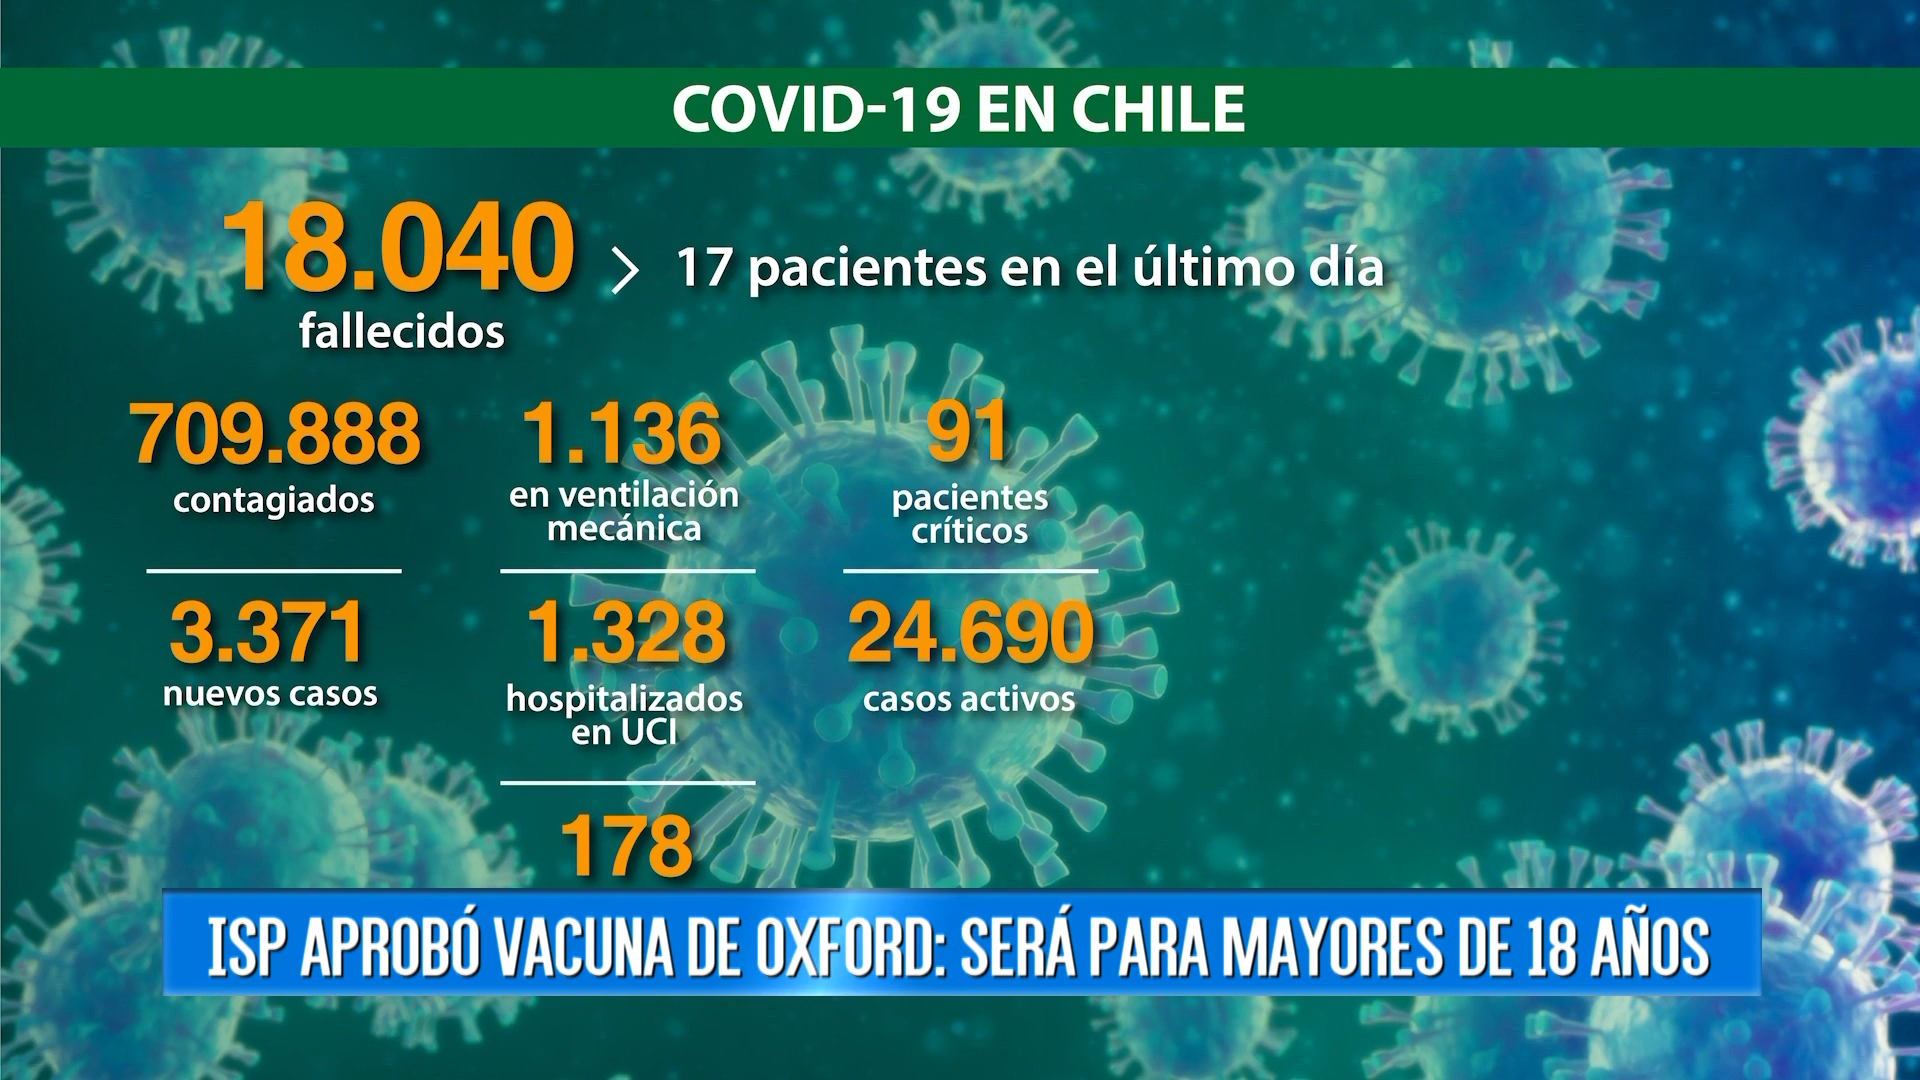 COVID-19 EN CHILE
18.040 > 17 pacientes en el último día
fallecidos
709.888
contagiados
1.136
en ventilación
mecánica
91
pacientes
críticos
3.371
nuevos casos
1.328
hospitalizados
en UCI
24.690
casos activos
178
ISP APROBÓ VACUNA DE OXFORD: SERÁ PARA MAYORES DE 18 AÑOS